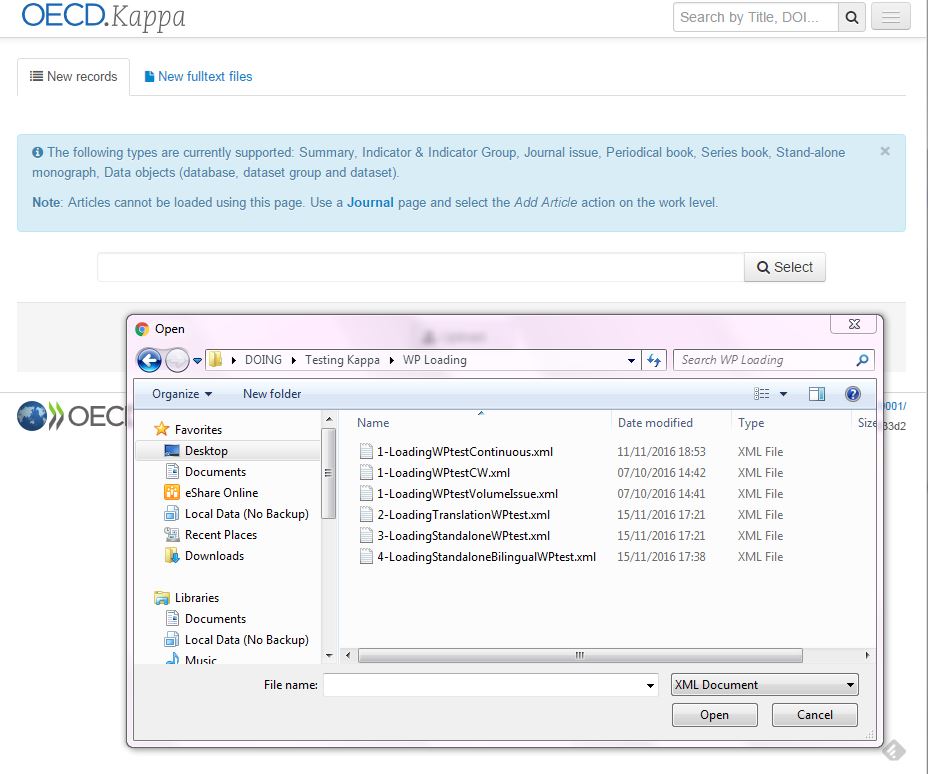 OECD.Kappa
Search by Title, DOI...
New records
New fulltext files
The following types are currently supported: Summary, Indicator & Indicator Group, Journal issue, Periodical book, Series book, Stand-alone
monograph, Data objects (database, dataset group and dataset).
×
Note: Articles cannot be loaded using this page. Use a Journal page and select the Add Article action on the work level.
Select
Upload
Open
DOING Testing Kappa WP Loading
Search WP Loading
Organize New folder
OEC
0001/
33d2
Name Date modified Type Size
Favorites
Desktop
Documents
eShare Online
Local Data (No Backup)
Recent Places
Downloads
Libraries
Documents
Local Data (No Backup)
Music
1-LoadingWPtestContinuous.xml 11/11/2016 18:53 XML File
1-LoadingWPtestCW.xml 07/10/2016 14:42 XML File
1-LoadingWPtestVolumeIssue.xml 07/10/2016 14:41 XML File
2-LoadingTranslationWPtest.xml 15/11/2016 17:21 XML File
3-LoadingStandaloneWPtest.xml 15/11/2016 17:21 XML File
4-LoadingStandaloneBilingualWPtest.xml 15/11/2016 17:38 XML File
File name:
XML Document
Open Cancel